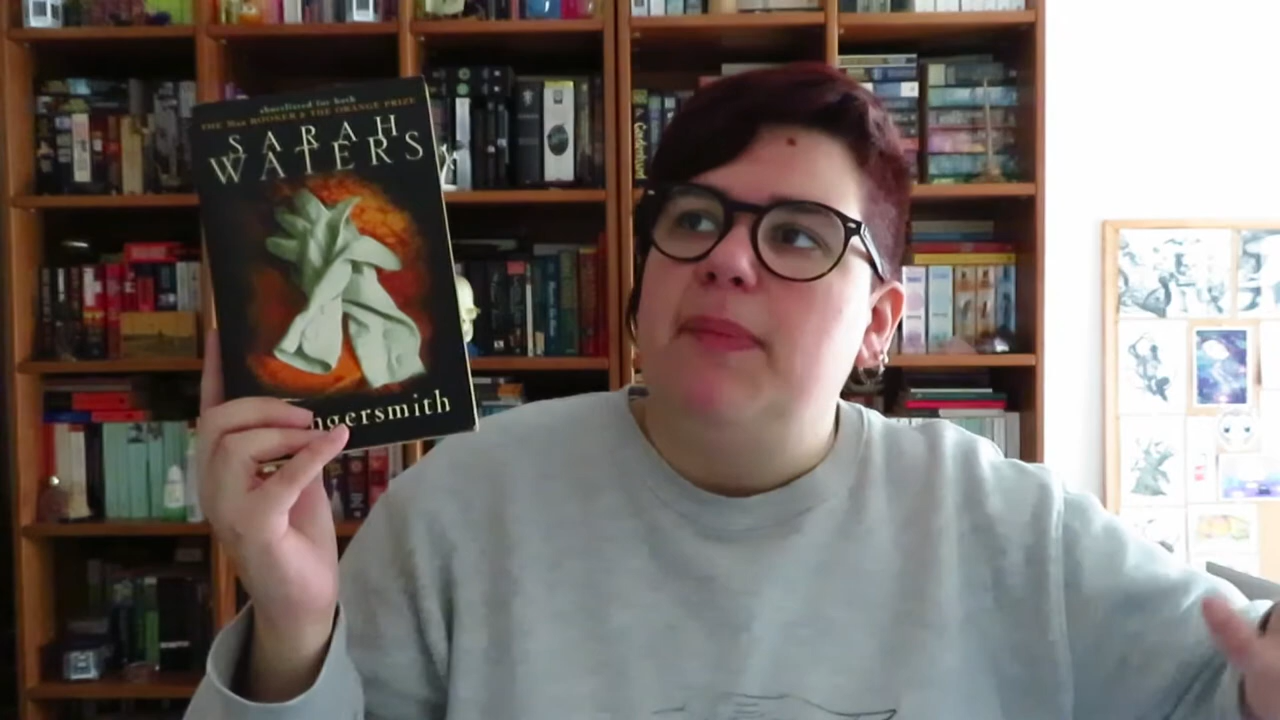 shortlisted for both
THE Man BOOKER & THE ORANGE PRIZE
SARAH
WATERS
ngersmith